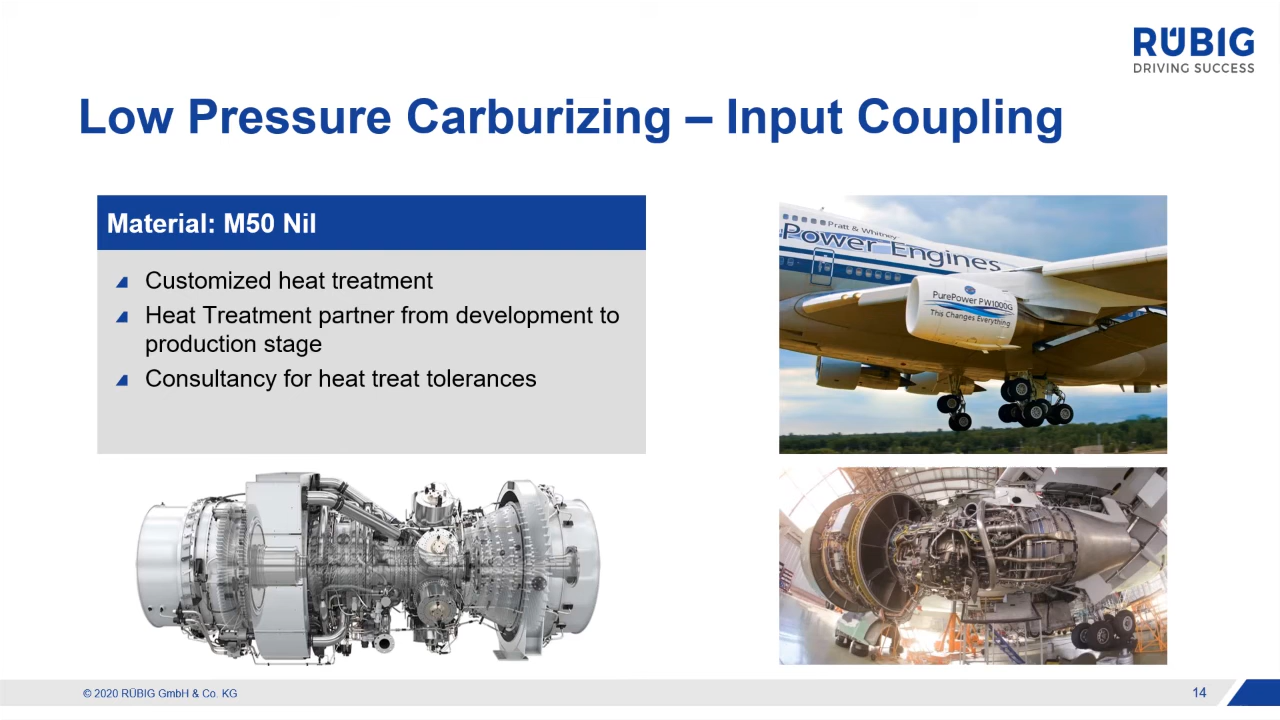 RÜBIG
DRIVING SUCCESS
Low Pressure Carburizing – Input Coupling
Material: M50 Nil
Customized heat treatment
Heat Treatment partner from development to
production stage
Consultancy for heat treat tolerances
Pratt & Whitney
Power Engines
PurePower PW1000G
This Changes Everything
© 2020 RÜBIG GmbH & Co. KG
14